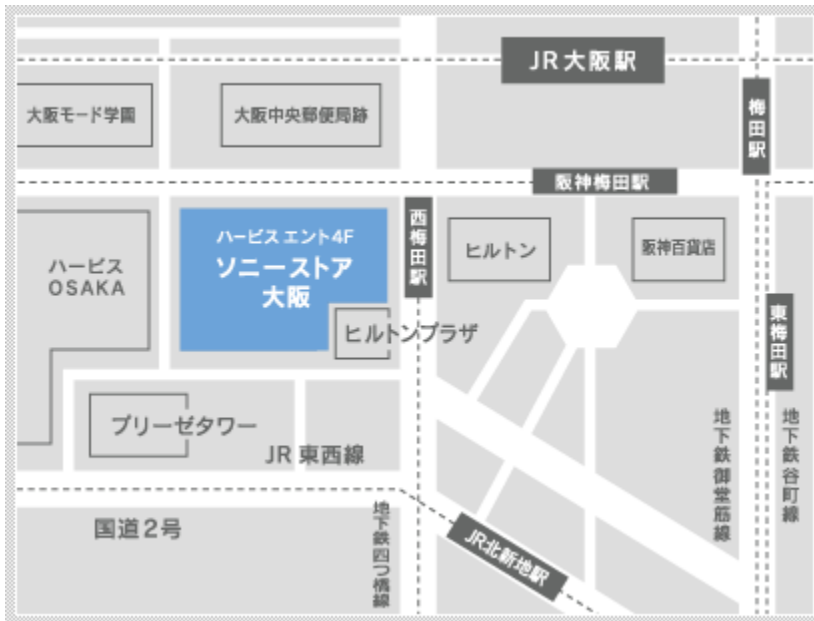 JR大阪駅
大阪モード学園
大阪中央郵便局跡
梅田駅
阪神梅田駅
ハービス
OSAKA
ハービス エント4F
ソニーストア
大阪
西梅田駅
ヒルトン
阪神百貨店
ヒルトンプラザ
東梅田駅
ブリーゼタワー
JR 東西線
地下鉄御堂筋線
地下鉄谷町線
国道2号
地下鉄四つ橋線
JR北新地駅